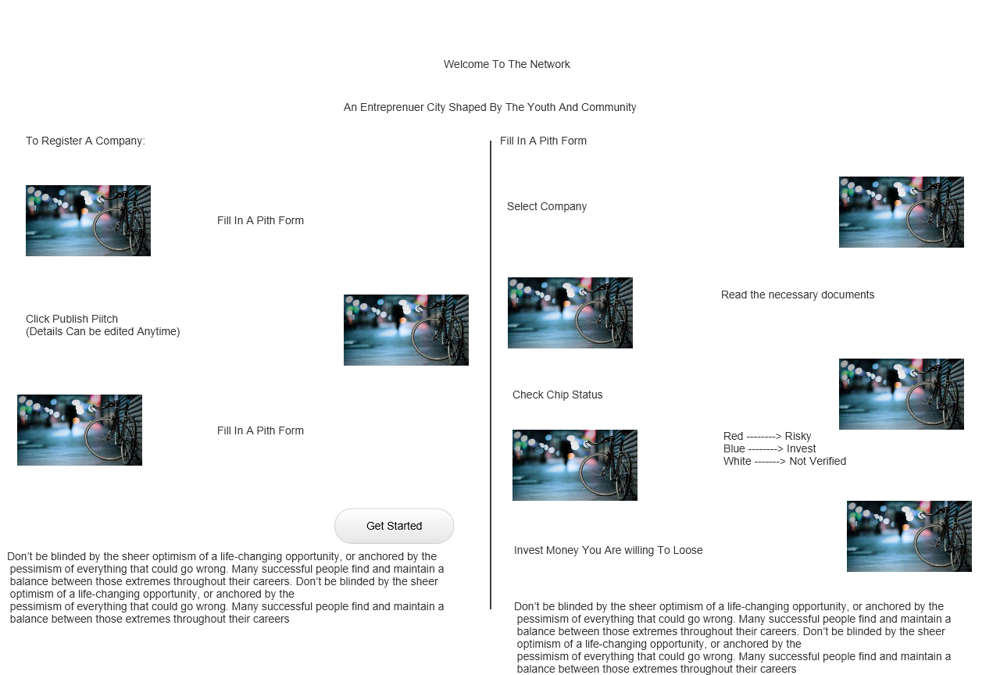 Welcome To The Network
An Entreprenuer City Shaped By The Youth And Community
To Register A Company:
Fill In A Pith Form
Click Publish Piitch
(Details Can be edited Anytime)
Fill In A Pith Form
Get Started
Don't be blinded by the sheer optimism of a life-changing opportunity, or anchored by the
pessimism of everything that could go wrong. Many successful people find and maintain a
balance between those extremes throughout their careers. Don't be blinded by the sheer
optimism of a life-changing opportunity, or anchored by the
pessimism of everything that could go wrong. Many successful people find and maintain a
balance between those extremes throughout their careers
Fill In A Pith Form
Select Company
Read the necessary documents
Check Chip Status
Red --------> Risky
Blue --------> Invest
White -------> Not Verified
Invest Money You Are willing To Loose
Don't be blinded by the sheer optimism of a life-changing opportunity, or anchored by the
pessimism of everything that could go wrong. Many successful people find and maintain a
balance between those extremes throughout their careers. Don't be blinded by the sheer
optimism of a life-changing opportunity, or anchored by the
pessimism of everything that could go wrong. Many successful people find and maintain a
balance between those extremes throughout their careers